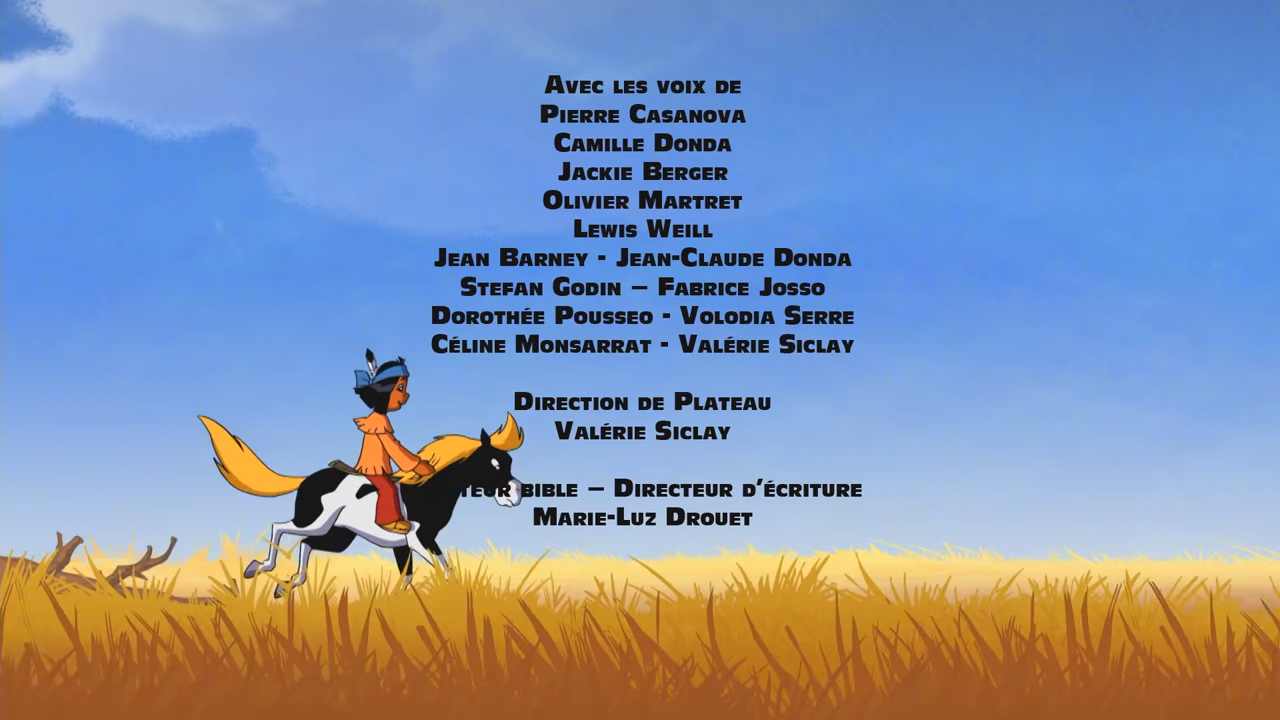 Avec les voix de
Pierre Casanova
Camille Donda
Jackie Berger
Olivier Martret
Lewis Weill
Jean Barney - Jean-Claude Donda
Stefan Godin – Fabrice Josso
Dorothée Pousseo - Volodia Serre
Céline Monsarrat - Valérie Siclay
Direction de Plateau
Valérie Siclay
bible – Directeur d'écriture
Marie-Luz Drouet